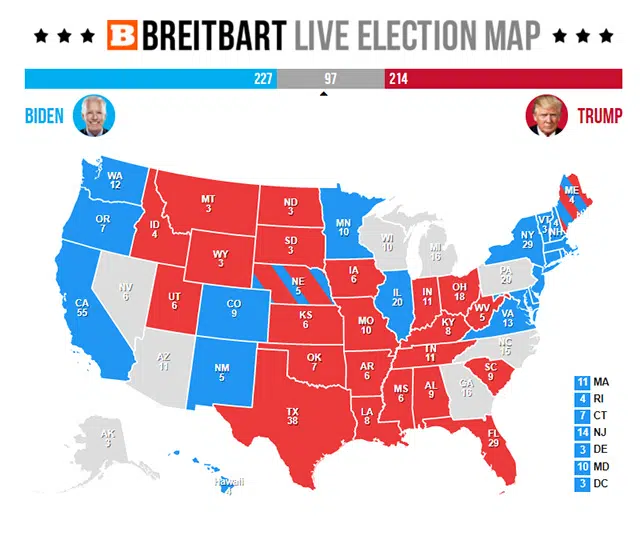 B BREITBART LIVE ELECTION MAP
227 97 214
BIDEN TRUMP
WA
12
OR
7
CA
55
NV
6
ID
4
MT
3
WY
3
UT
6
AZ
11
CO
9
NM
5
ND
3
SD
3
NE
5
KS
6
OK
7
TX
38
MN
10
IA
6
MO
10
AR
6
LA
8
WI
10
IL
20
MI
16
IN
11
OH
18
KY
8
TN
11
MS
6
AL
9
GA
16
FL
29
SC
9
NC
15
VA
13
WV
5
PA
20
NY
29
VT
3
4
NH
ME
4
AK
3
Hawaii
4
11 MA
4 RI
7 CT
14 NJ
3 DE
10 MD
3 DC